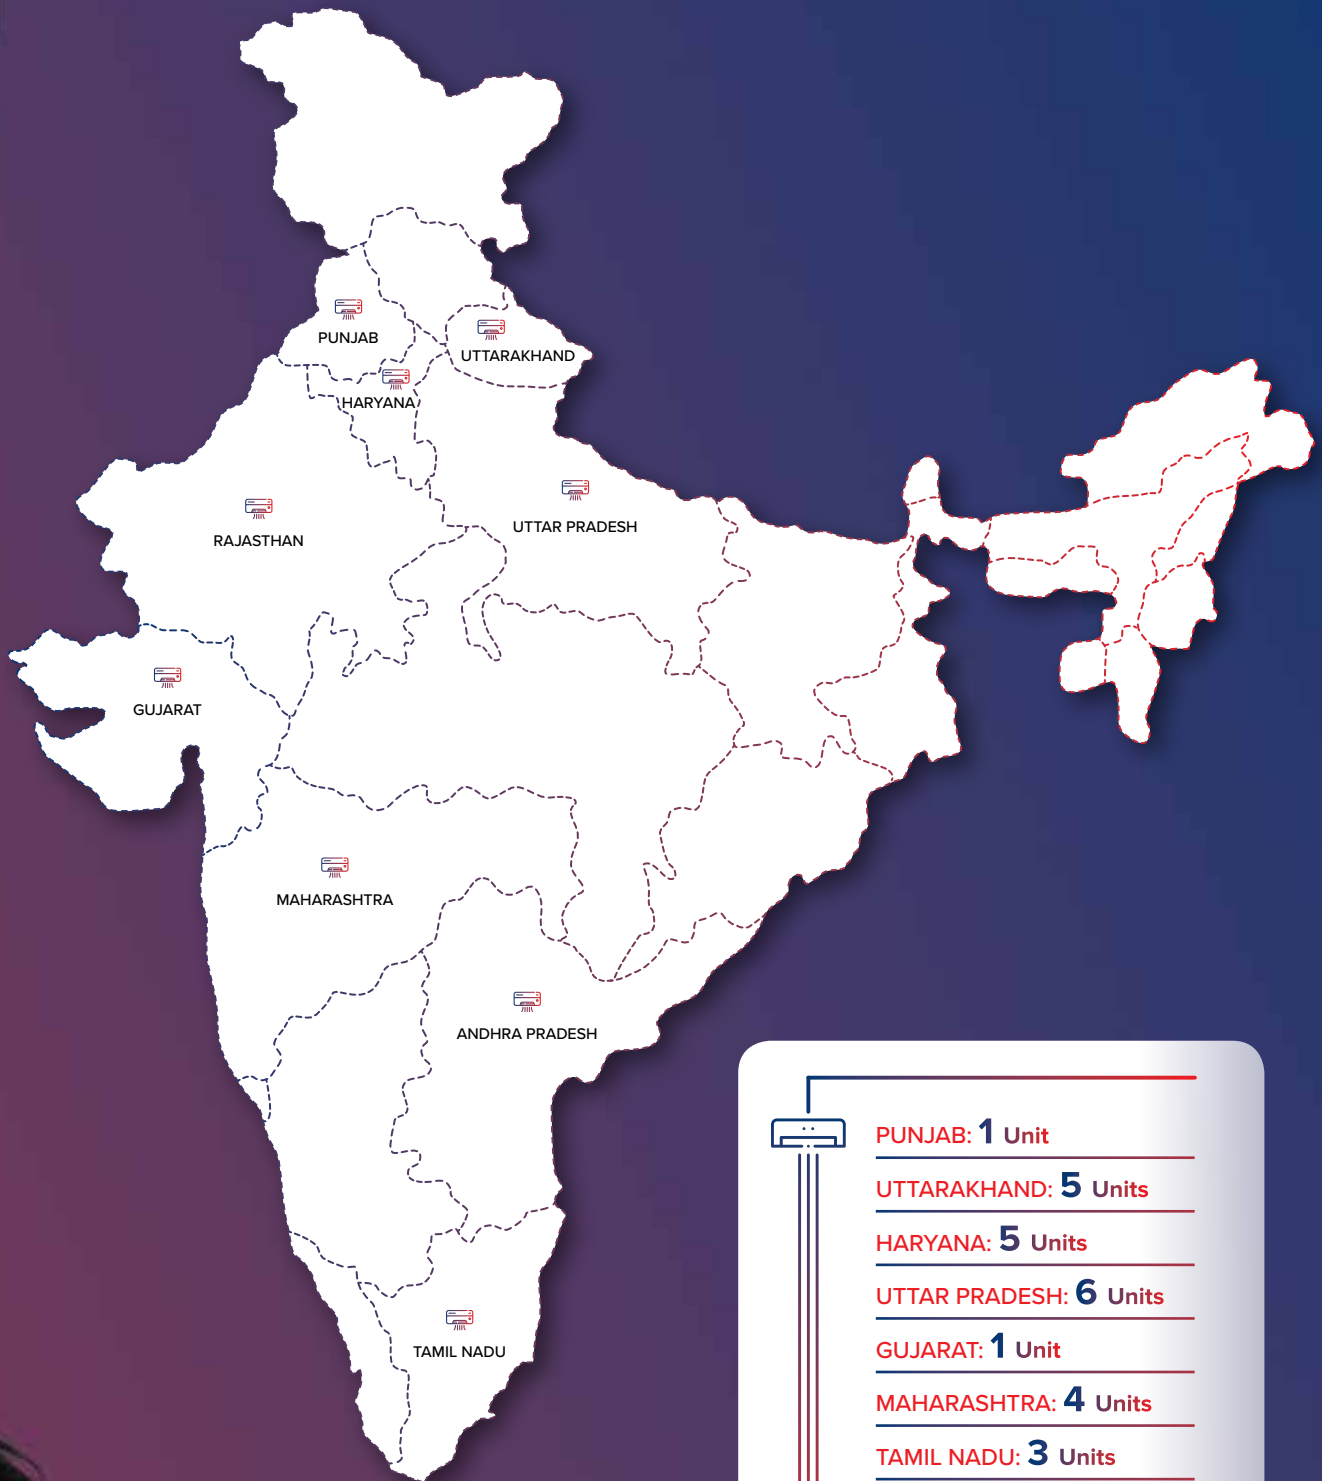 PUNJAB
UTTARAKHAND
HARYANA
UTTAR PRADESH
RAJASTHAN
GUJARAT
MAHARASHTRA
ANDHRA PRADESH
TAMIL NADU
PUNJAB: 1 Unit
UTTARAKHAND: 5 Units
HARYANA: 5 Units
UTTAR PRADESH: 6 Units
GUJARAT: 1 Unit
MAHARASHTRA: 4 Units
TAMIL NADU: 3 Units